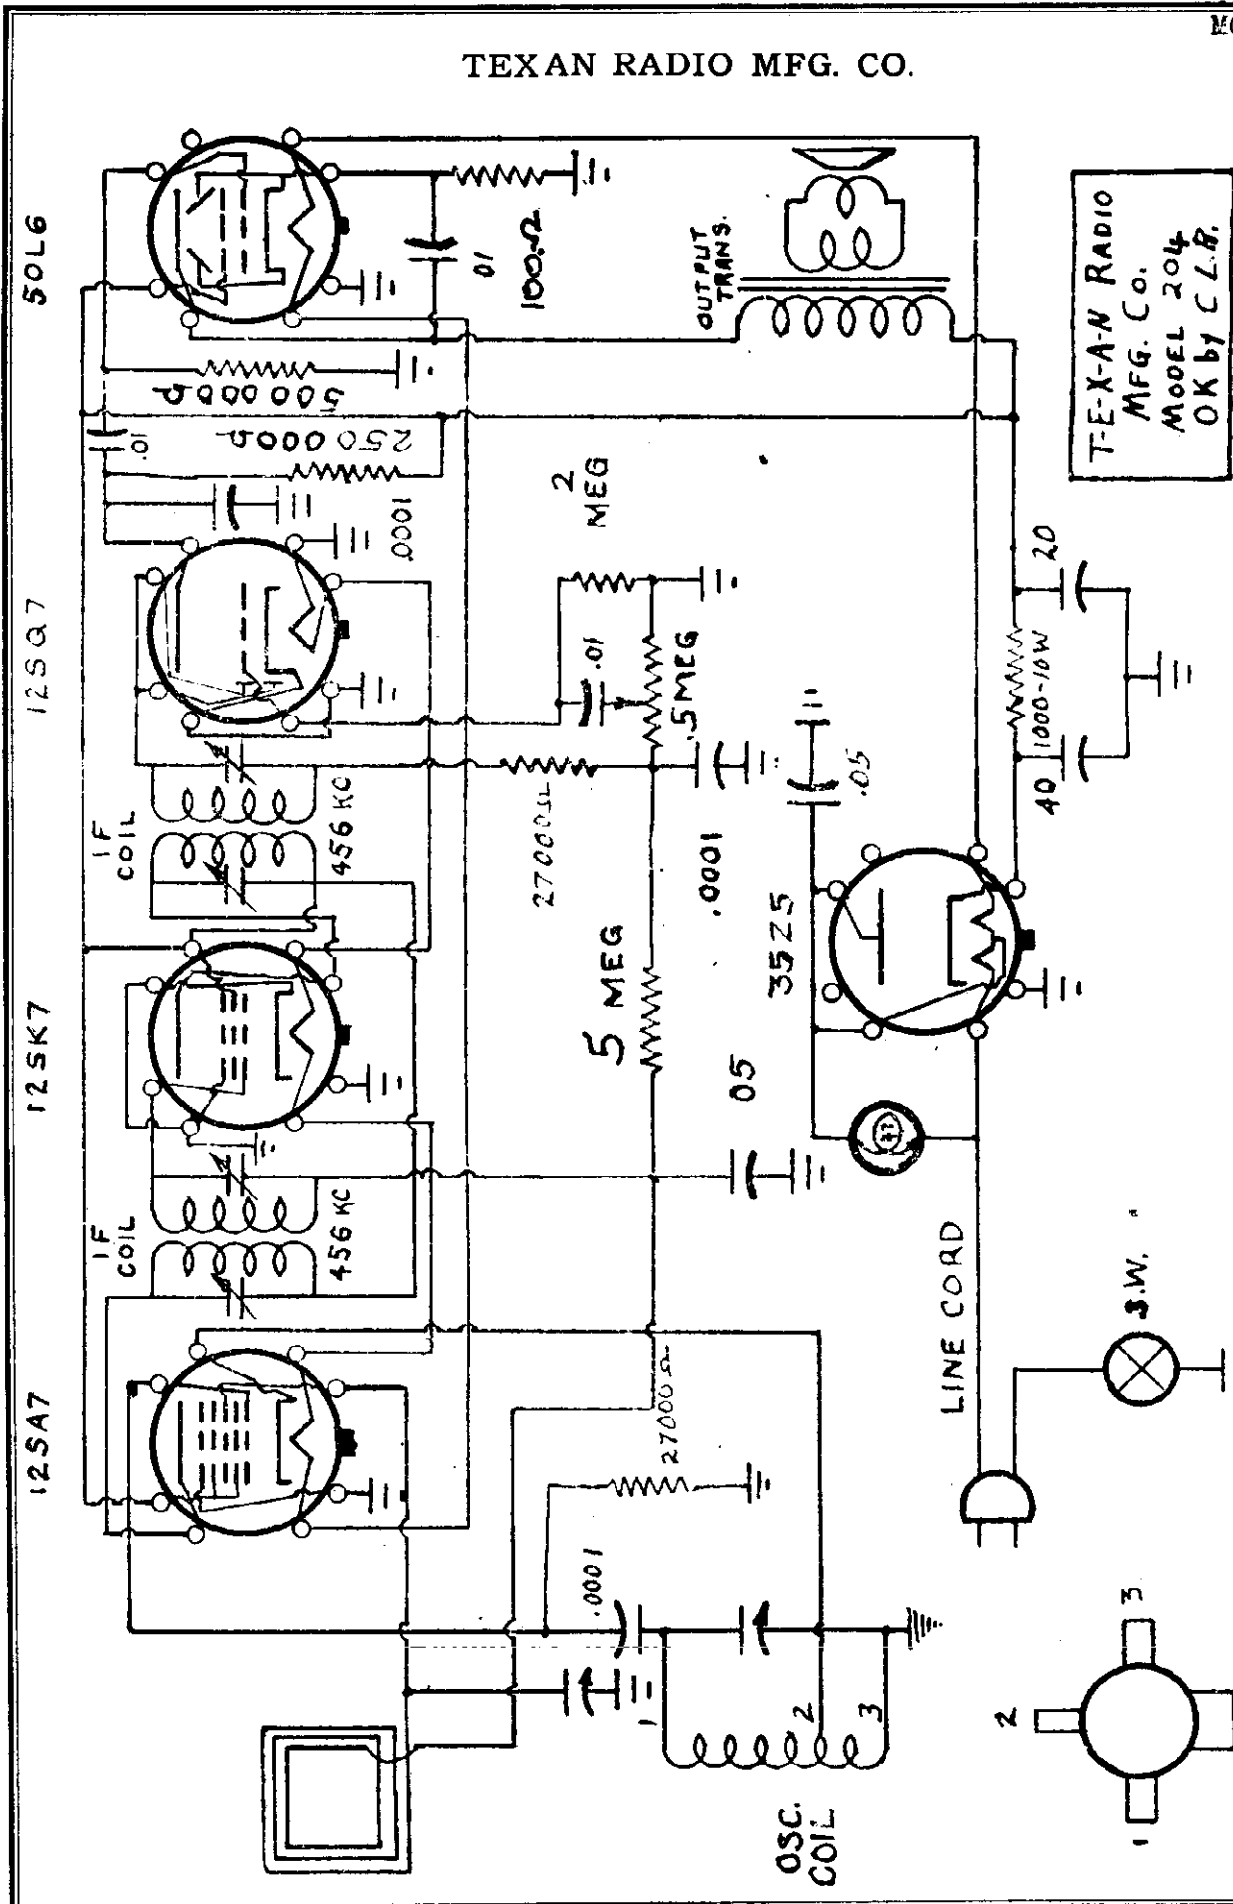 TEXAN RADIO MFG. CO.
12SA7
12SK7
12SQ7
50L6
IF
COIL
456 KC
IF
COIL
456 KC
.0001
.01
250000Ω
500000Ω
.01
100Ω
OUTPUT
TRANS.
2
MEG
.01
.5 MEG
27000Ω
.0001
5 MEG
05
27000Ω
.0001
1
2
3
OSC.
COIL
35Z5
.05
40
1000-10W
20
47
LINE CORD
S.W.
1
2
3
T-E-X-A-N RADIO
MFG. CO.
MODEL 204
OK by C L.R.